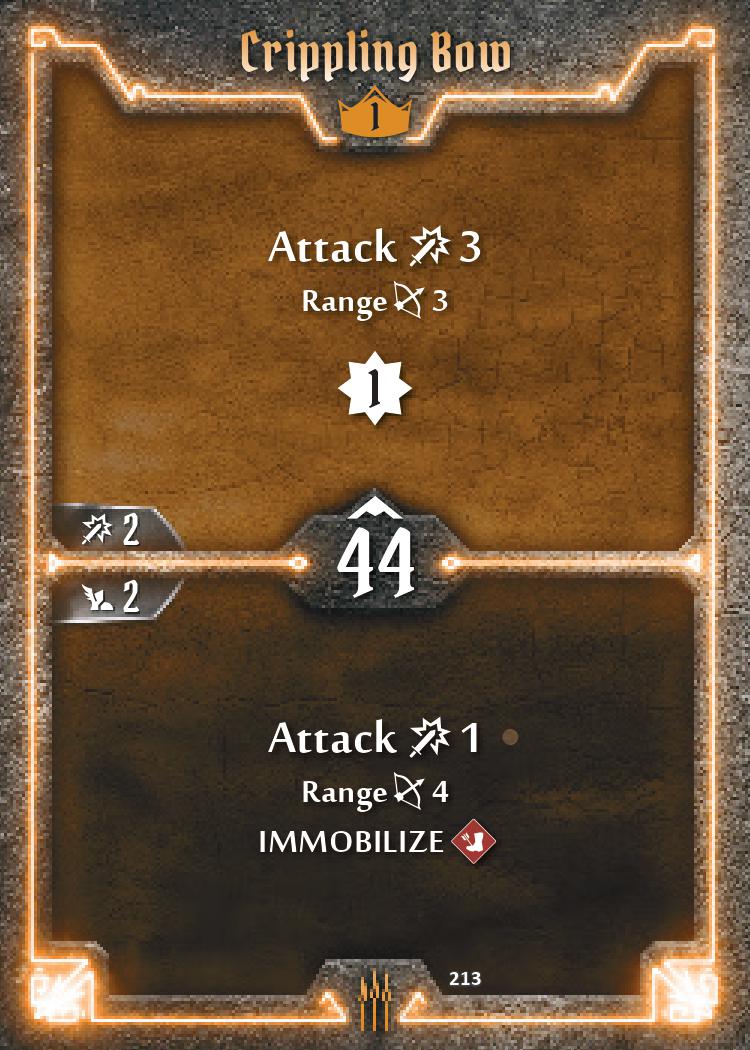 Crippling Bow
1
Attack 3
Range 3
1
2
44
2
Attack 1
Range 4
IMMOBILIZE
213